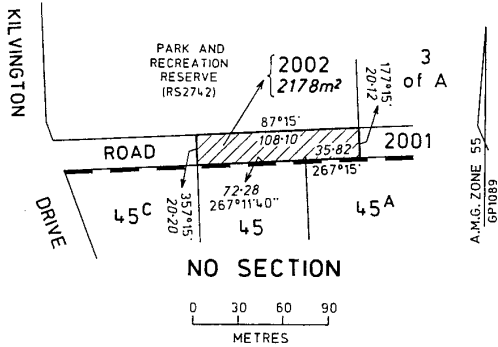 KILVINGTON
PARK AND
RECREATION
RESERVE
(RS2742)
2002
2178m²
3
of A
177°15'
20·12
87°15'
108·10
ROAD
35·82
2001
267°15'
357°15'
20·20
72·28
267°11'40"
DRIVE
45C
45
45A
A.M.G. ZONE 55
GP1089
NO SECTION
0 30 60 90
METRES